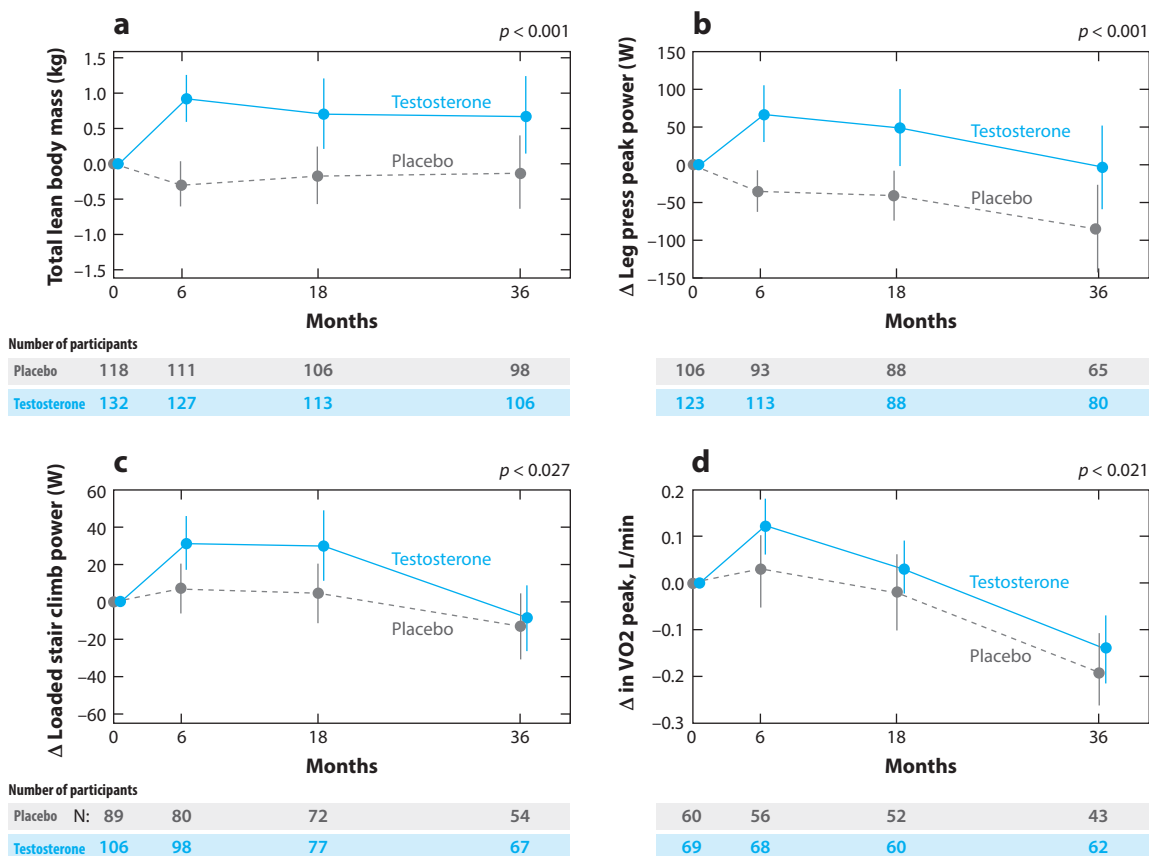 a
p < 0.001
Total lean body mass (kg)
1.5
1.0
0.5
0.0
−0.5
−1.0
−1.5
Testosterone
Placebo
0 6 18 36
Months
b
p < 0.001
Δ Leg press peak power (W)
150
100
50
0
−50
−100
−150
Testosterone
Placebo
0 6 18 36
Months
Number of participants
Placebo 118 111 106 98 106 93 88 65
Testosterone 132 127 113 106 123 113 88 80
c
p < 0.027
Δ Loaded stair climb power (W)
60
40
20
0
−20
−40
−60
Testosterone
Placebo
0 6 18 36
Months
d
p < 0.021
Δ in VO2 peak, L/min
0.2
0.1
0.0
−0.1
−0.2
−0.3
Testosterone
Placebo
0 6 18 36
Months
Number of participants
Placebo N: 89 80 72 54 60 56 52 43
Testosterone 106 98 77 67 69 68 60 62